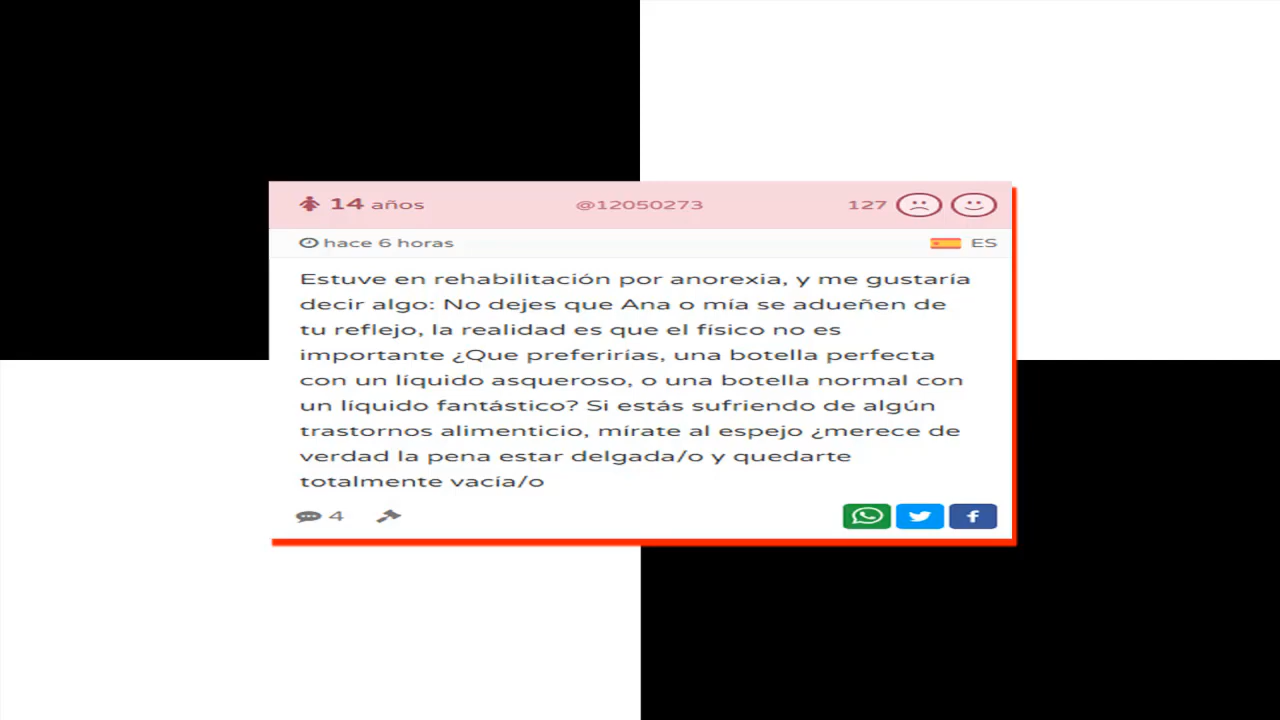 14 años @12050273 127
hace 6 horas ES
Estuve en rehabilitación por anorexia, y me gustaría
decir algo: No dejes que Ana o mía se adueñen de
tu reflejo, la realidad es que el físico no es
importante ¿Que preferirías, una botella perfecta
con un líquido asqueroso, o una botella normal con
un líquido fantástico? Si estás sufriendo de algún
trastornos alimenticio, mírate al espejo ¿merece de
verdad la pena estar delgada/o y quedarte
totalmente vacía/o
4